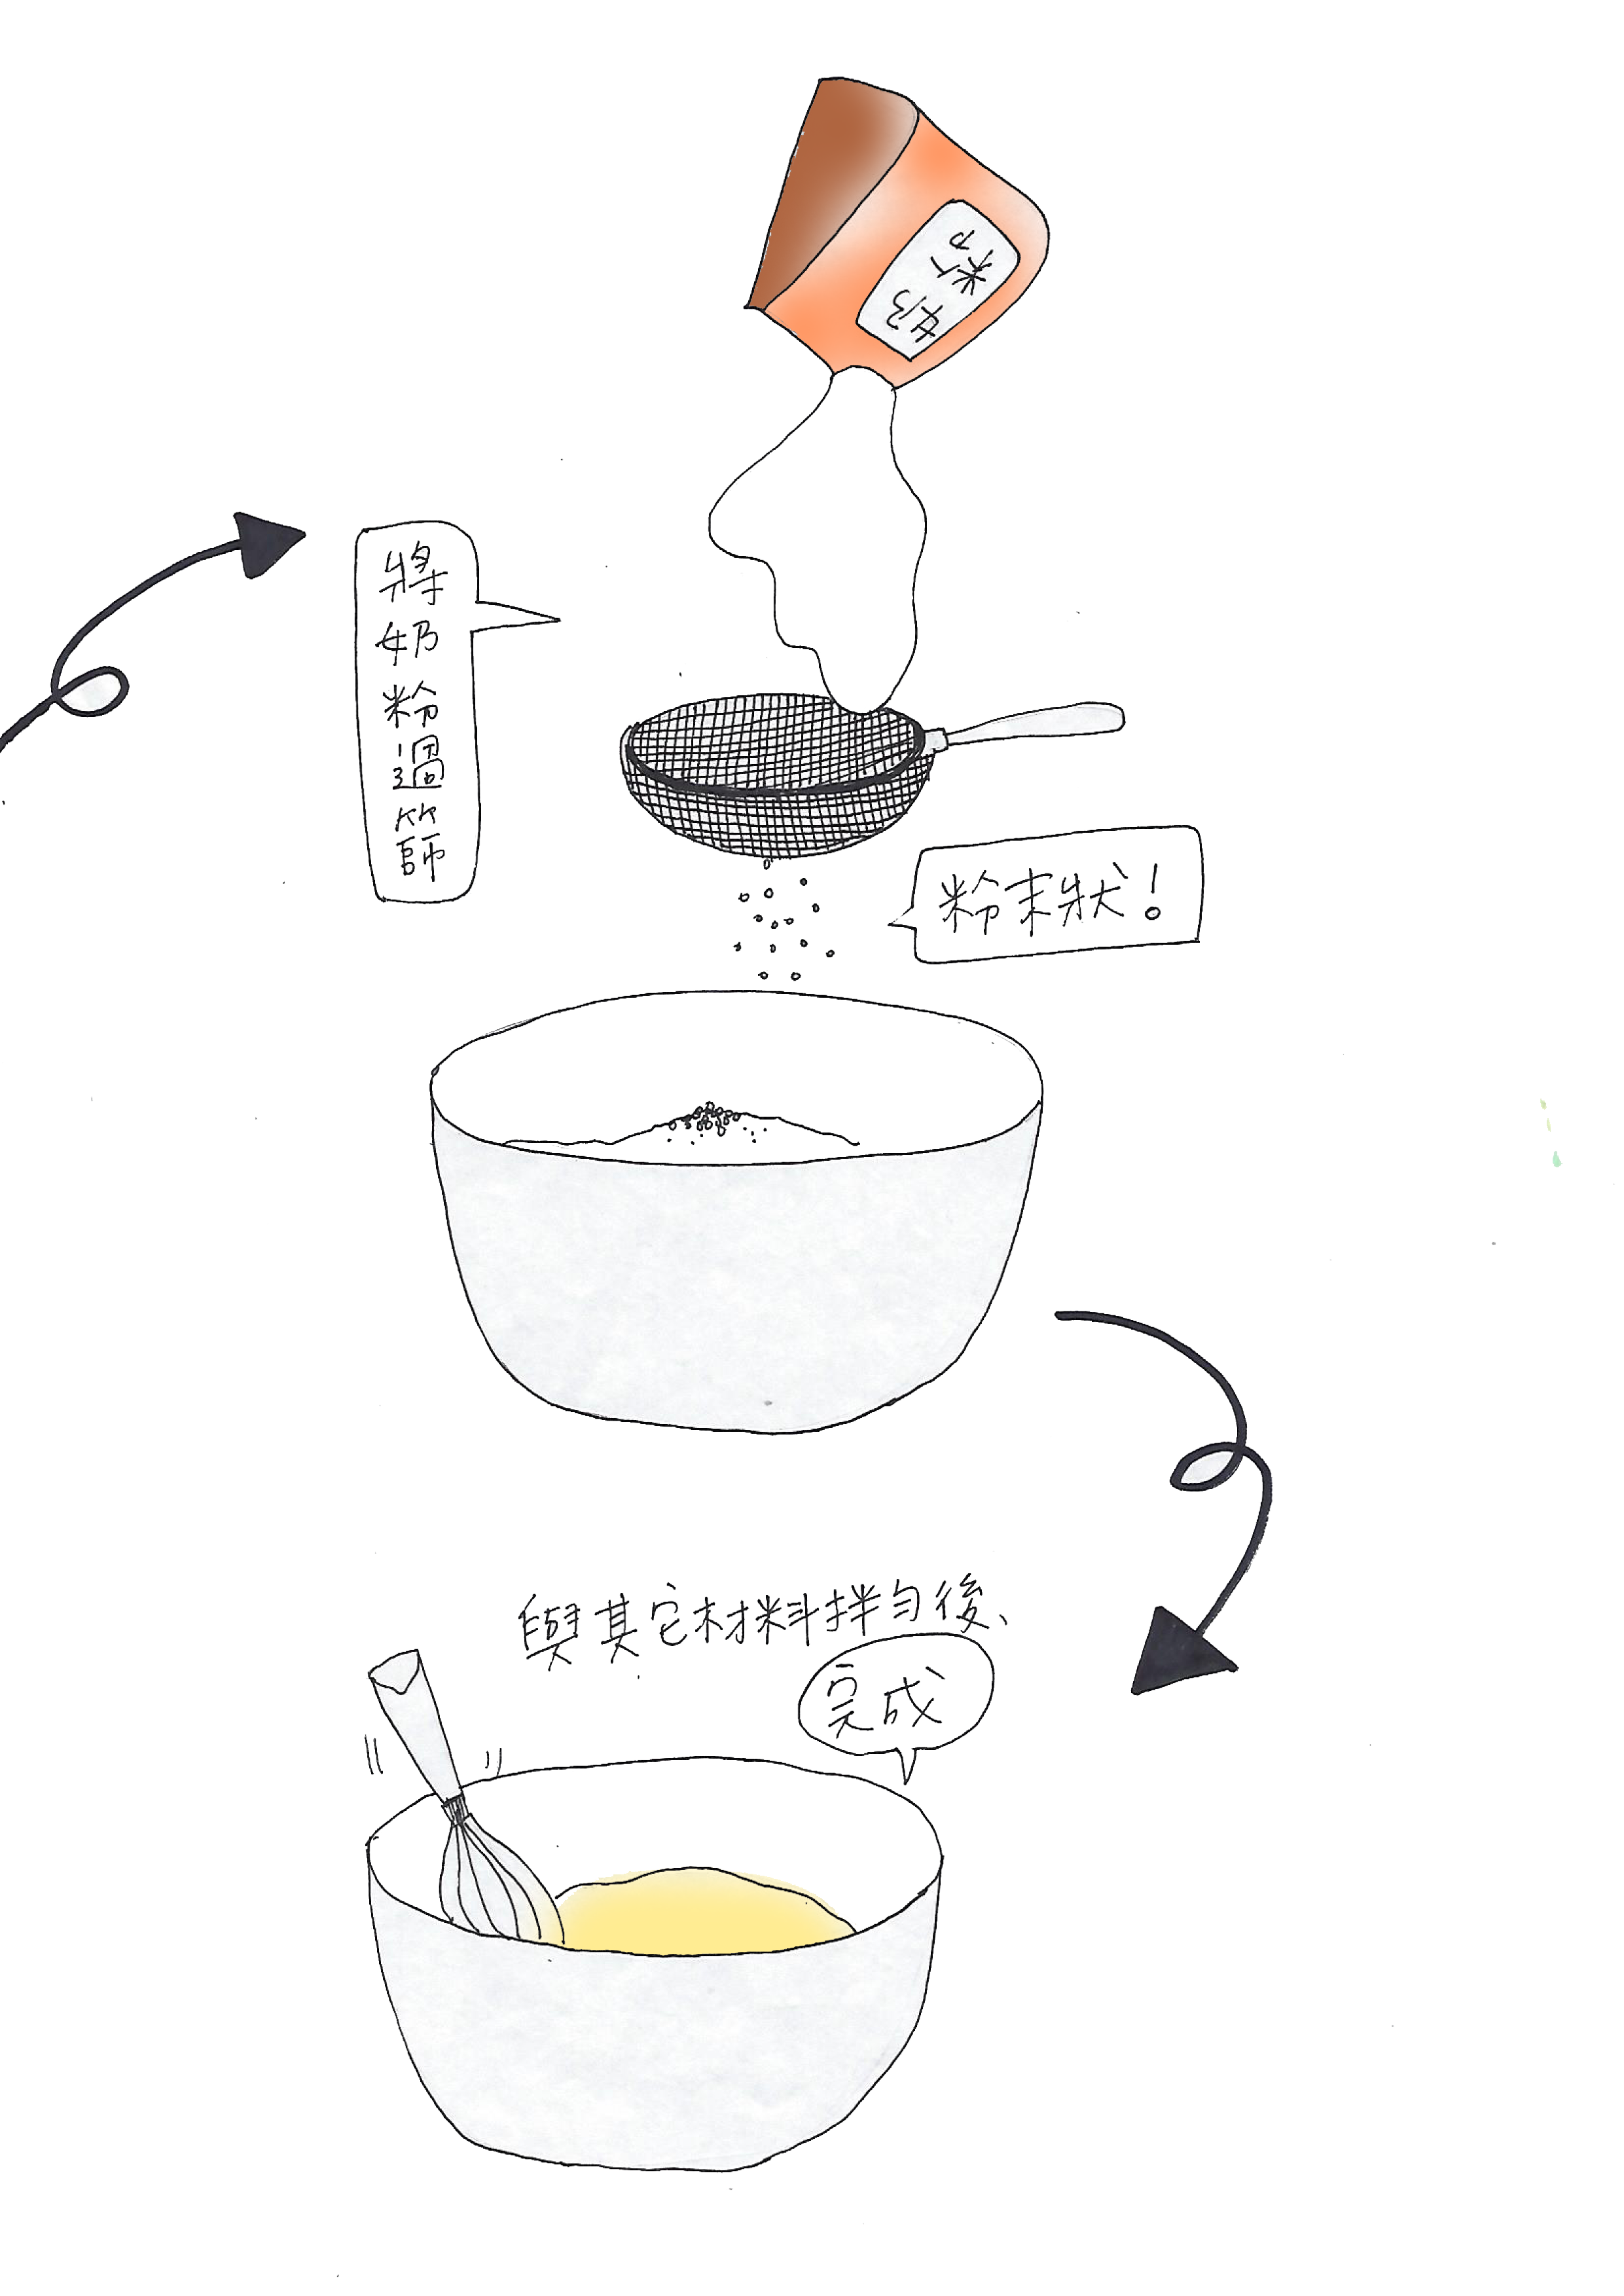 奶粉
將奶粉過篩
粉末狀！
與其它材料拌勻後、
完成